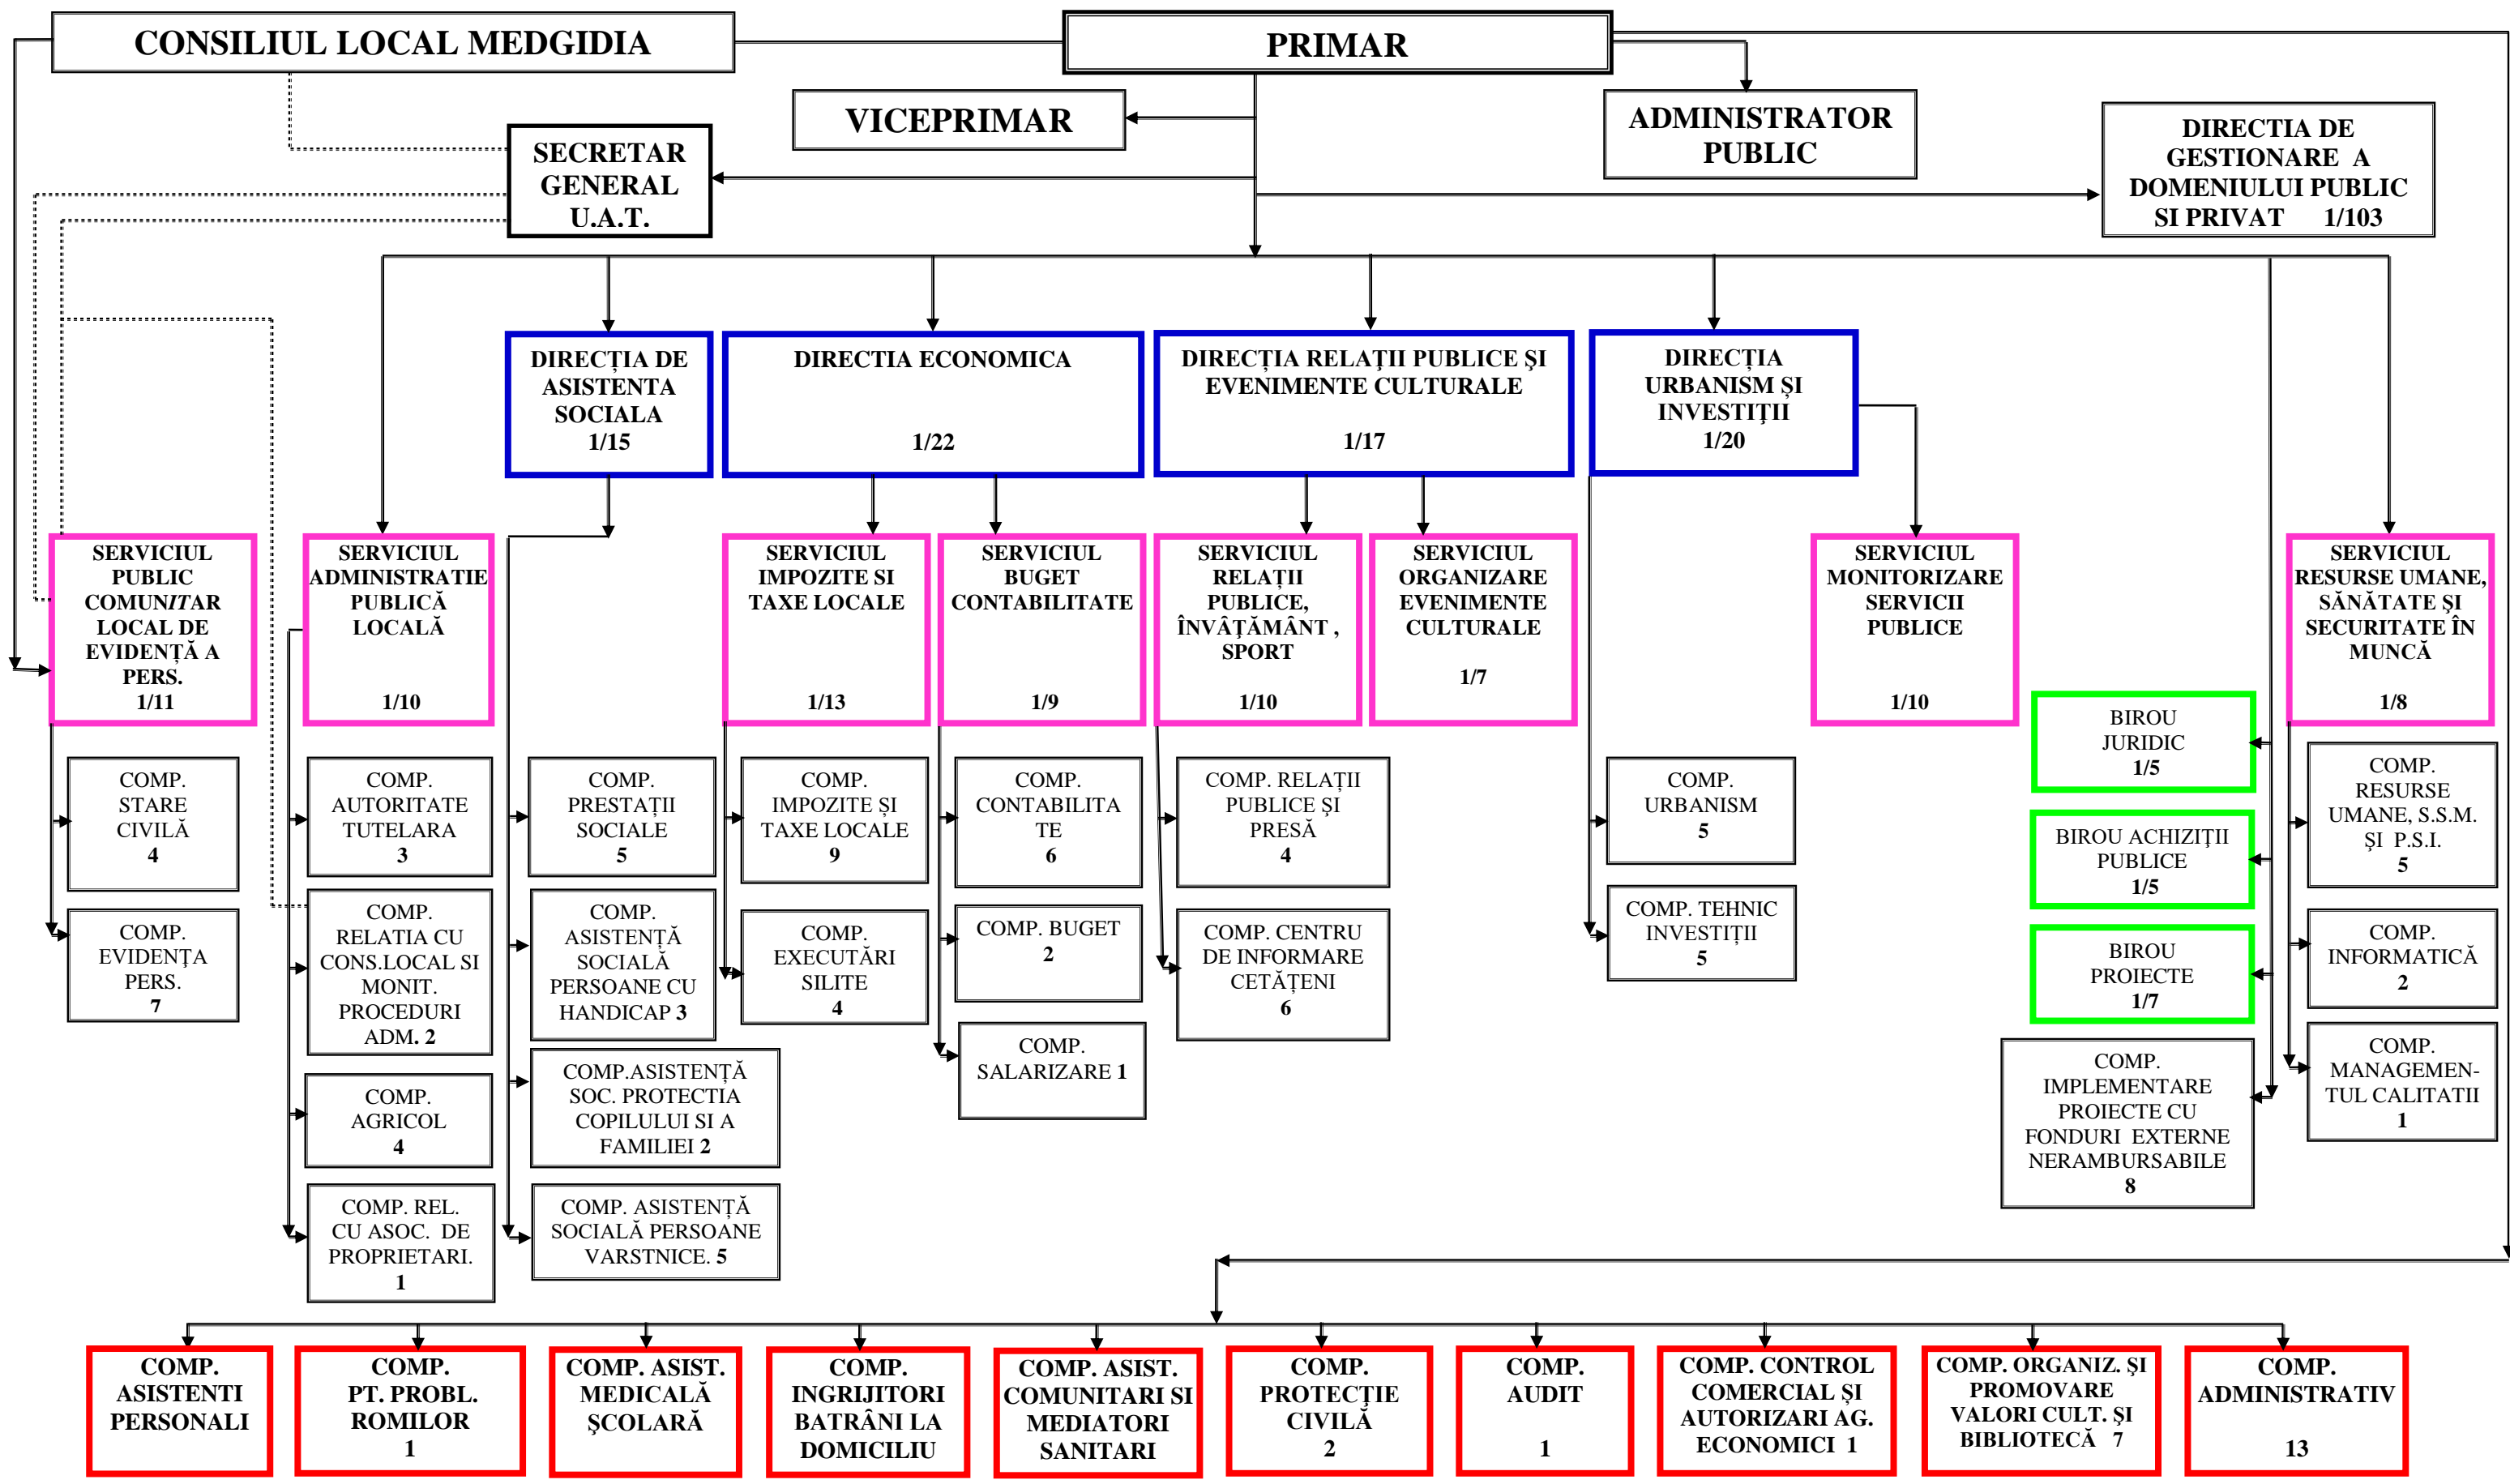 CONSILIUL LOCAL MEDGIDIA
PRIMAR
VICEPRIMAR
ADMINISTRATOR
PUBLIC
DIRECTIA DE
GESTIONARE A
DOMENIULUI PUBLIC
SI PRIVAT 1/103
SECRETAR
GENERAL
U.A.T.
DIRECȚIA DE
ASISTENTA
SOCIALA
1/15
DIRECTIA ECONOMICA
1/22
DIRECȚIA RELAŢII PUBLICE ŞI
EVENIMENTE CULTURALE
1/17
DIRECȚIA
URBANISM ȘI
INVESTIŢII
1/20
SERVICIUL
PUBLIC
COMUNITAR
LOCAL DE
EVIDENȚĂ A
PERS.
1/11
SERVICIUL
ADMINISTRATIE
PUBLICĂ
LOCALĂ
1/10
SERVICIUL
IMPOZITE SI
TAXE LOCALE
1/13
SERVICIUL
BUGET
CONTABILITATE
1/9
SERVICIUL
RELAȚII
PUBLICE,
ÎNVĂŢĂMÂNT ,
SPORT
1/10
SERVICIUL
ORGANIZARE
EVENIMENTE
CULTURALE
1/7
SERVICIUL
MONITORIZARE
SERVICII
PUBLICE
1/10
SERVICIUL
RESURSE UMANE,
SĂNĂTATE ŞI
SECURITATE ÎN
MUNCĂ
1/8
BIROU
JURIDIC
1/5
BIROU ACHIZIŢII
PUBLICE
1/5
BIROU
PROIECTE
1/7
COMP.
IMPLEMENTARE
PROIECTE CU
FONDURI EXTERNE
NERAMBURSABILE
8
COMP.
STARE
CIVILĂ
4
COMP.
EVIDENŢA
PERS.
7
COMP.
AUTORITATE
TUTELARA
3
COMP.
RELATIA CU
CONS.LOCAL SI
MONIT.
PROCEDURI
ADM. 2
COMP.
AGRICOL
4
COMP. REL.
CU ASOC. DE
PROPRIETARI.
1
COMP.
PRESTAȚII
SOCIALE
5
COMP.
ASISTENȚĂ
SOCIALĂ
PERSOANE CU
HANDICAP 3
COMP.ASISTENȚĂ
SOC. PROTECTIA
COPILULUI SI A
FAMILIEI 2
COMP. ASISTENȚĂ
SOCIALĂ PERSOANE
VARSTNICE. 5
COMP.
IMPOZITE ȘI
TAXE LOCALE
9
COMP.
EXECUTĂRI
SILITE
4
COMP.
CONTABILITA
TE
6
COMP. BUGET
2
COMP.
SALARIZARE 1
COMP. RELAȚII
PUBLICE ŞI
PRESĂ
4
COMP. CENTRU
DE INFORMARE
CETĂȚENI
6
COMP.
URBANISM
5
COMP. TEHNIC
INVESTIȚII
5
COMP.
RESURSE
UMANE, S.S.M.
ŞI P.S.I.
5
COMP.
INFORMATICĂ
2
COMP.
MANAGEMEN-
TUL CALITATII
1
COMP.
ASISTENTI
PERSONALI
COMP.
PT. PROBL.
ROMILOR
1
COMP. ASIST.
MEDICALĂ
ŞCOLARĂ
COMP.
INGRIJITORI
BATRÂNI LA
DOMICILIU
COMP. ASIST.
COMUNITARI SI
MEDIATORI
SANITARI
COMP.
PROTECŢIE
CIVILĂ
2
COMP.
AUDIT
1
COMP. CONTROL
COMERCIAL ȘI
AUTORIZARI AG.
ECONOMICI 1
COMP. ORGANIZ. ŞI
PROMOVARE
VALORI CULT. ŞI
BIBLIOTECĂ 7
COMP.
ADMINISTRATIV
13